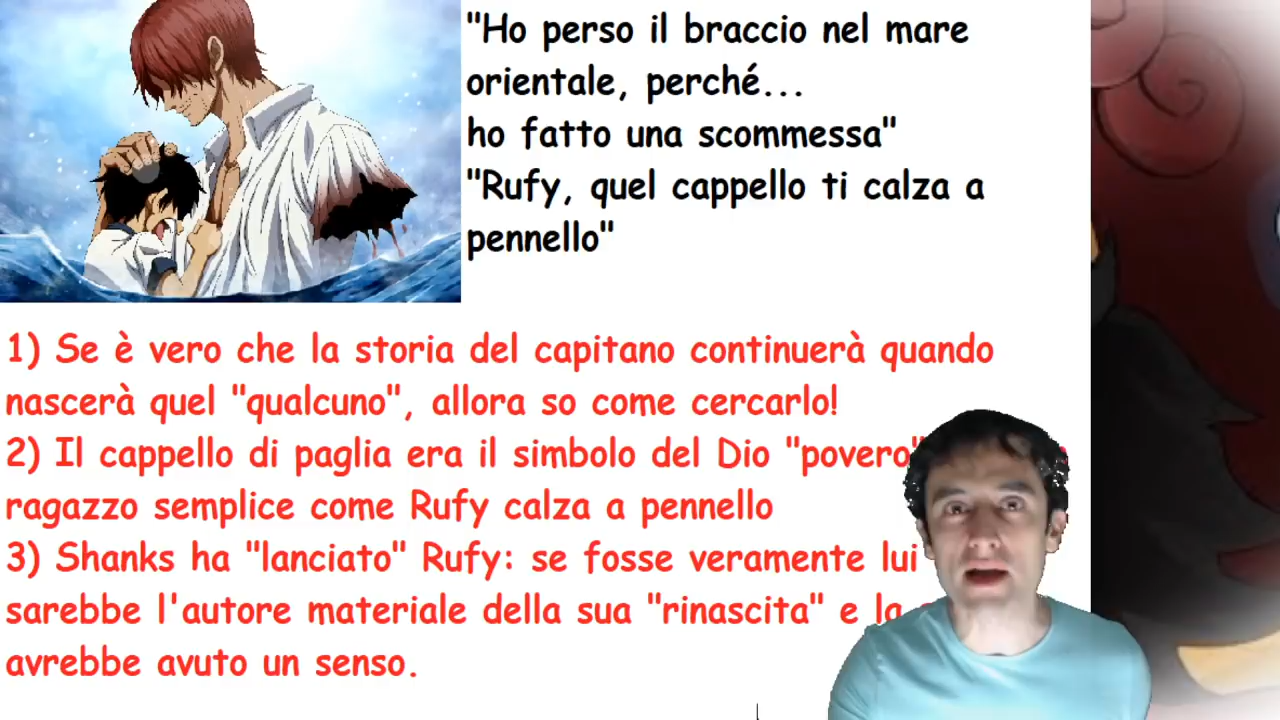 "Ho perso il braccio nel mare
orientale, perché...
ho fatto una scommessa"
"Rufy, quel cappello ti calza a
pennello"
1) Se è vero che la storia del capitano continuerà quando
nascerà quel "qualcuno", allora so come cercarlo!
2) Il cappello di paglia era il simbolo del Dio "povero"
ragazzo semplice come Rufy calza a pennello
3) Shanks ha "lanciato" Rufy: se fosse veramente lui
sarebbe l'autore materiale della sua "rinascita" e la
avrebbe avuto un senso.